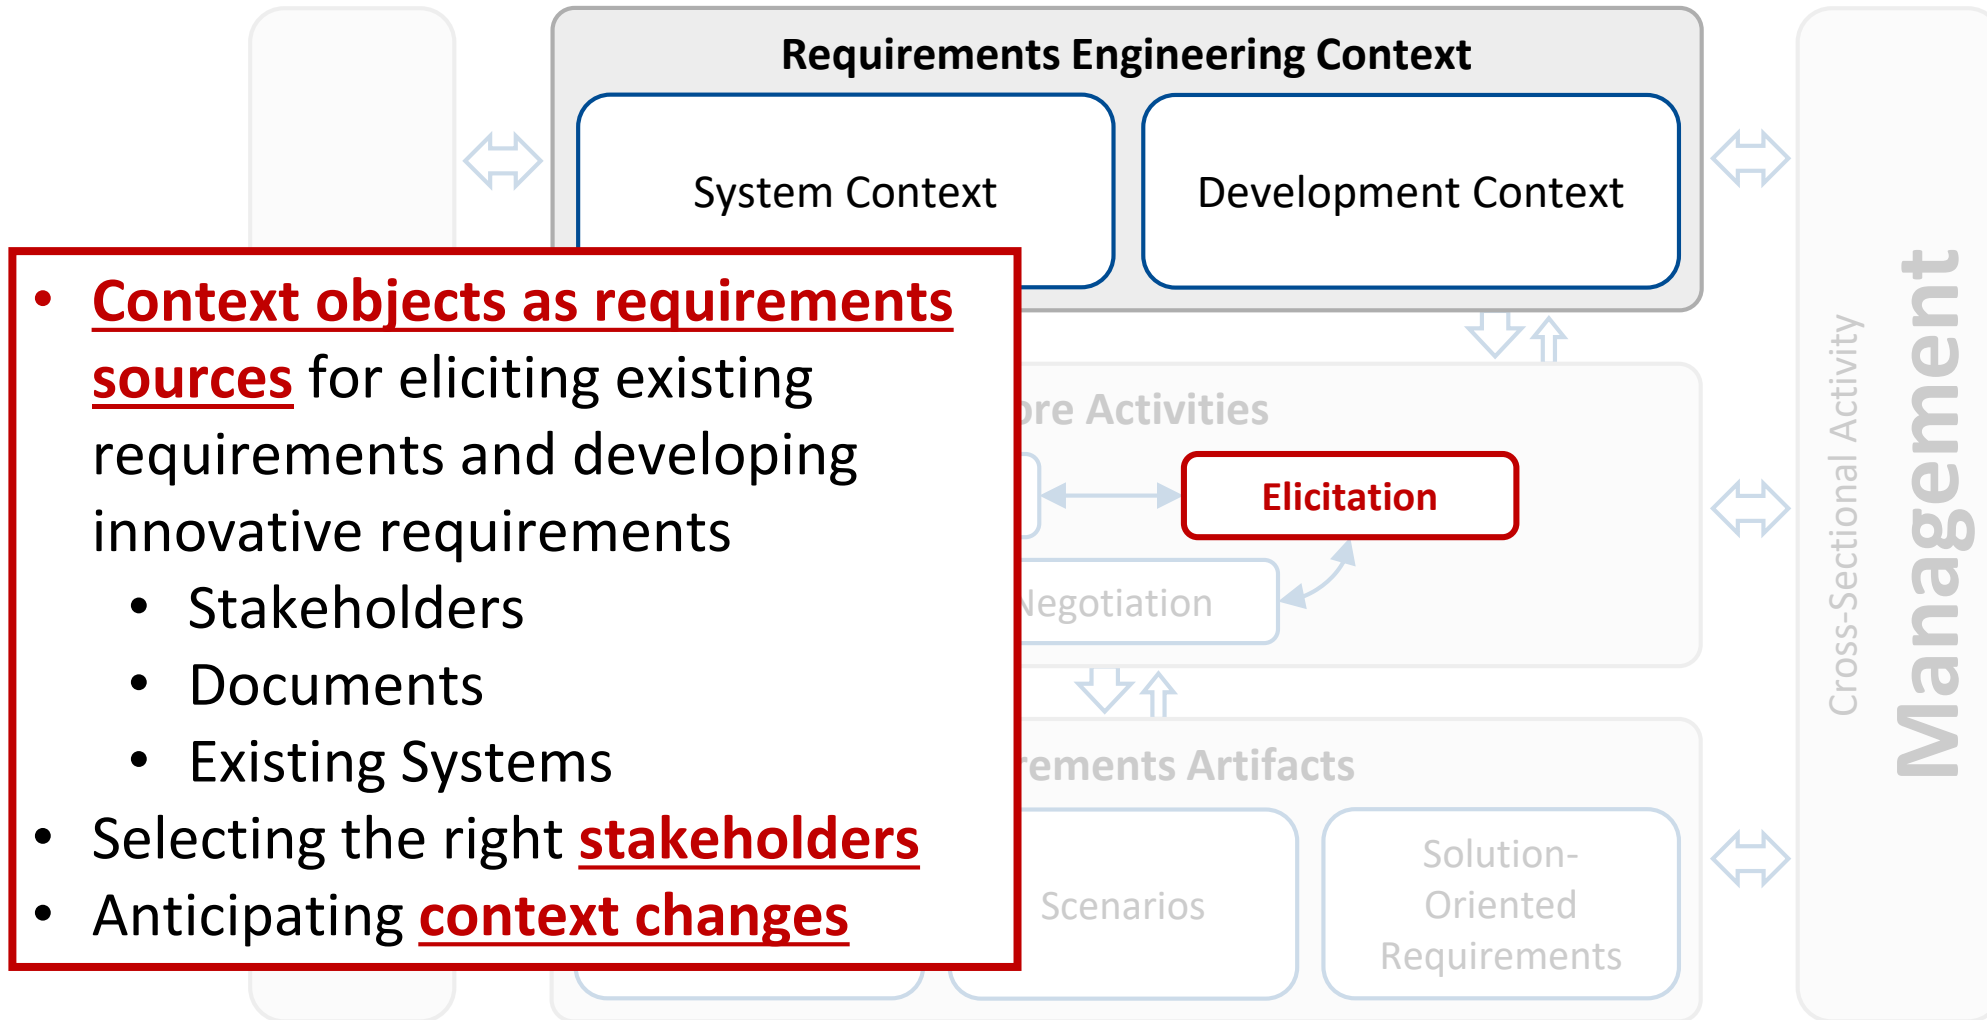 Requirements Engineering Context
System Context
Development Context
• Context objects as requirements
sources for eliciting existing
requirements and developing
innovative requirements
• Stakeholders
• Documents
• Existing Systems
• Selecting the right stakeholders
• Anticipating context changes
Activities
Elicitation
Negotiation
Artifacts
Scenarios
Solution-
Oriented
Requirements
Cross-Sectional Activity
Management